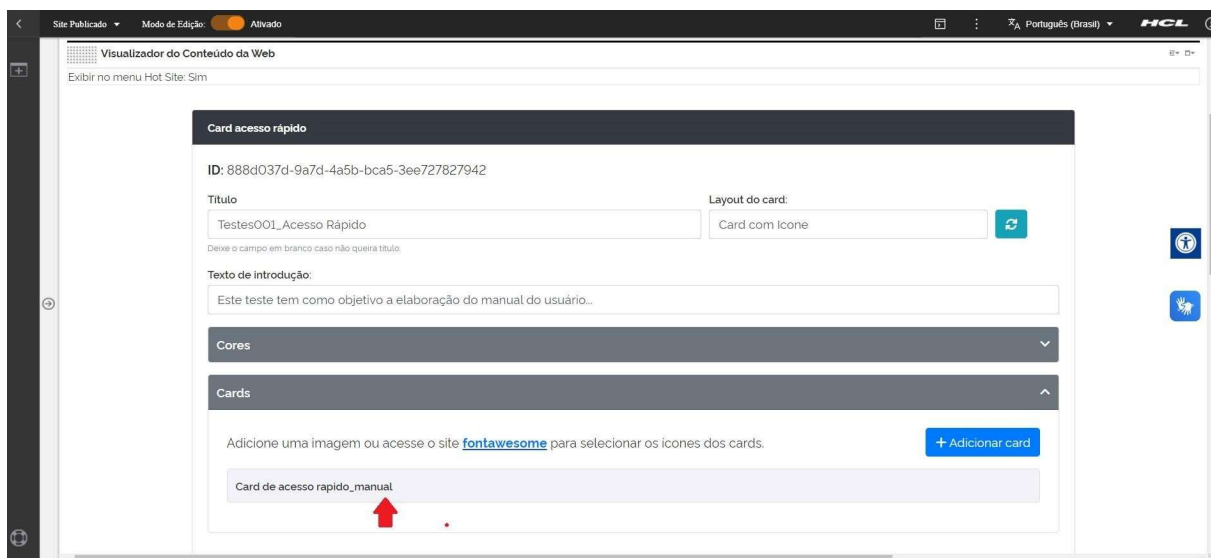 Site Publicado Modo de Edição: Ativado Português (Brasil) HCL
Visualizador do Conteúdo da Web
Exibir no menu Hot Site: Sim
Card acesso rápido
ID: 888d037d-9a7d-4a5b-bca5-3ee727827942
Título Layout do card:
Testes001_Acesso Rápido Card com Icone
Deixe o campo em branco caso não queira título.
Texto de introdução:
Este teste tem como objetivo a elaboração do manual do usuário...
Cores
Cards
Adicione uma imagem ou acesse o site fontawesome para selecionar os ícones dos cards. + Adicionar card
Card de acesso rapido_manual